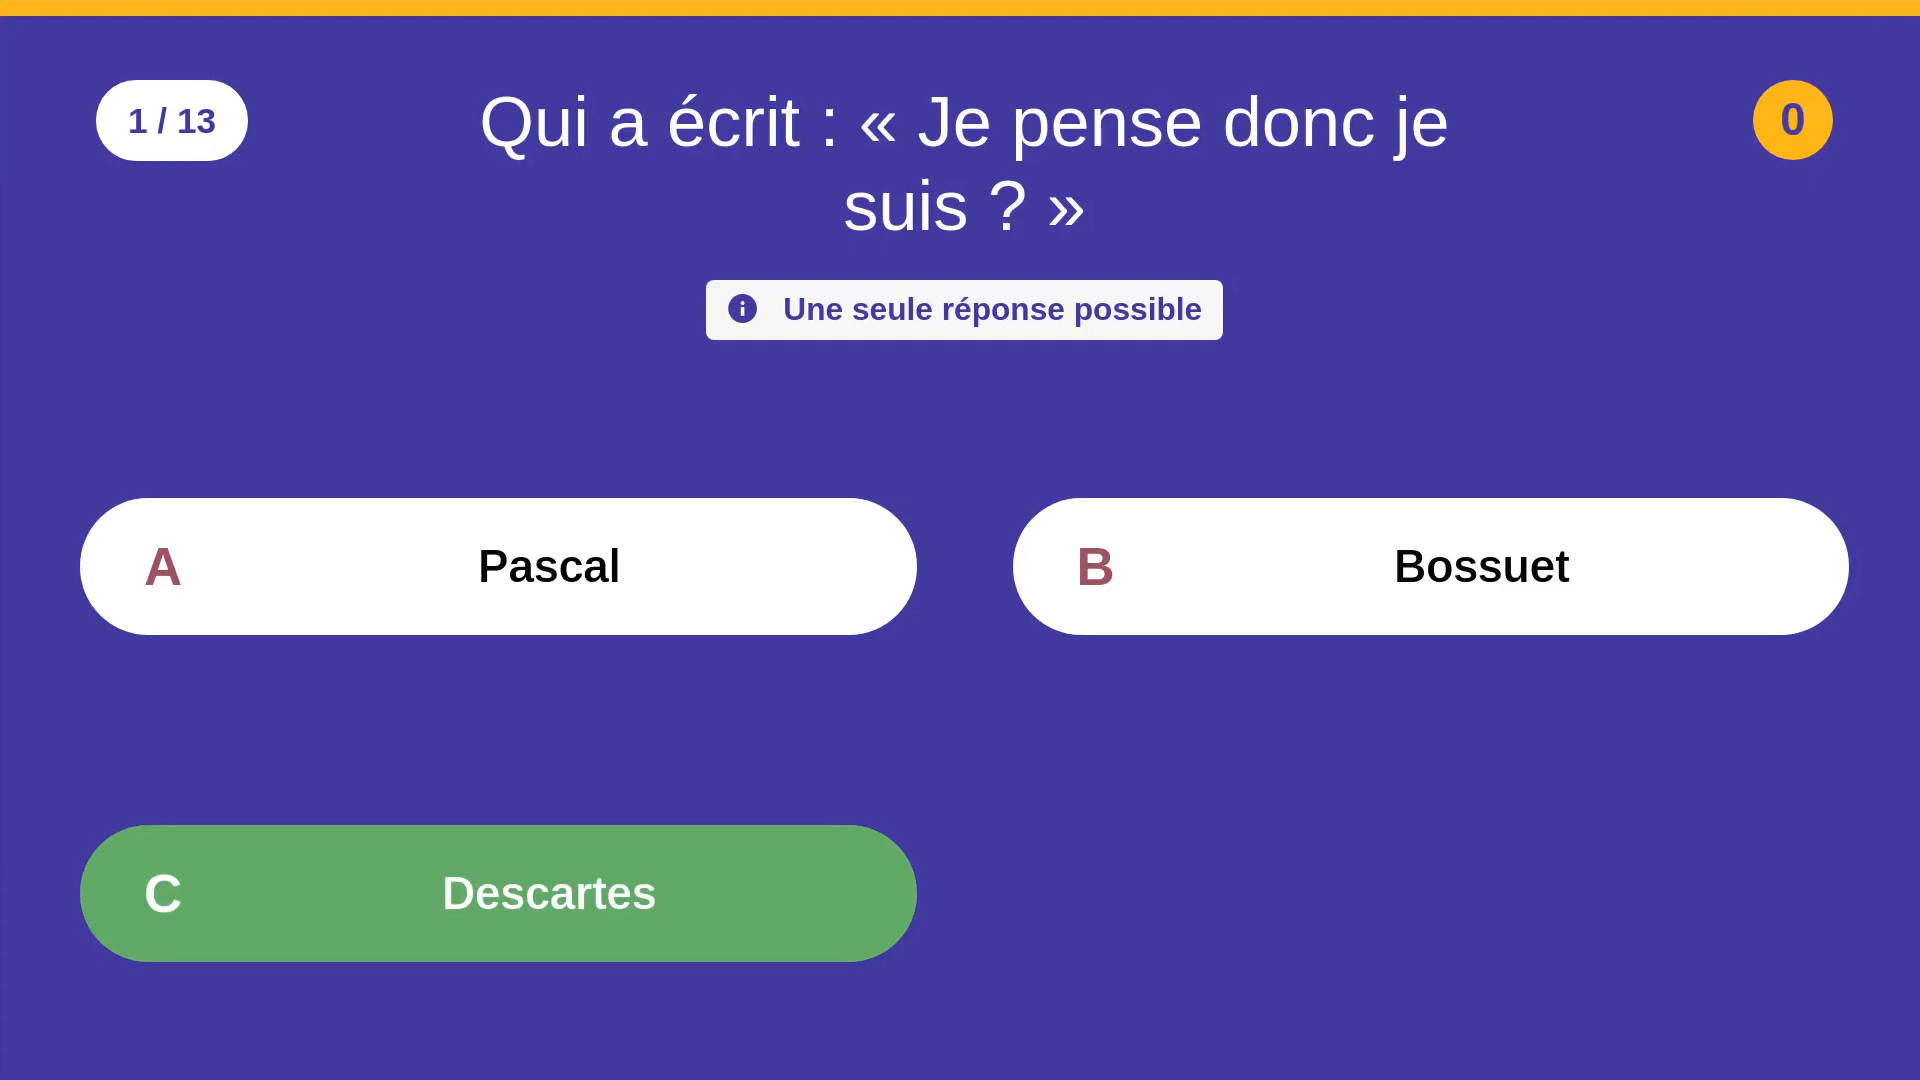 1 / 13
Qui a écrit : « Je pense donc je
suis ? »
0
Une seule réponse possible
A Pascal
B Bossuet
C Descartes